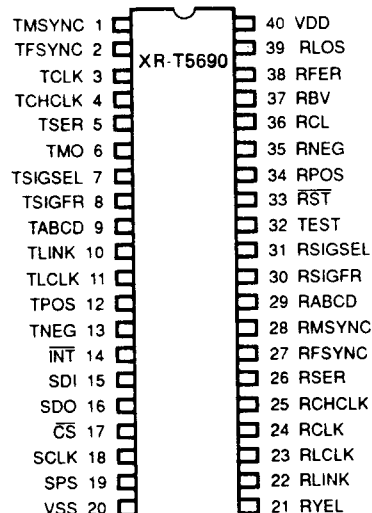 TMSYNC 1
TFSYNC 2
TCLK 3
TCHCLK 4
TSER 5
TMO 6
TSIGSEL 7
TSIGFR 8
TABCD 9
TLINK 10
TLCLK 11
TPOS 12
TNEG 13
INT 14
SDI 15
SDO 16
CS 17
SCLK 18
SPS 19
VSS 20
XR-T5690
40 VDD
39 RLOS
38 RFER
37 RBV
36 RCL
35 RNEG
34 RPOS
33 RST
32 TEST
31 RSIGSEL
30 RSIGFR
29 RABCD
28 RMSYNC
27 RFSYNC
26 RSER
25 RCHCLK
24 RCLK
23 RLCLK
22 RLINK
21 RYEL